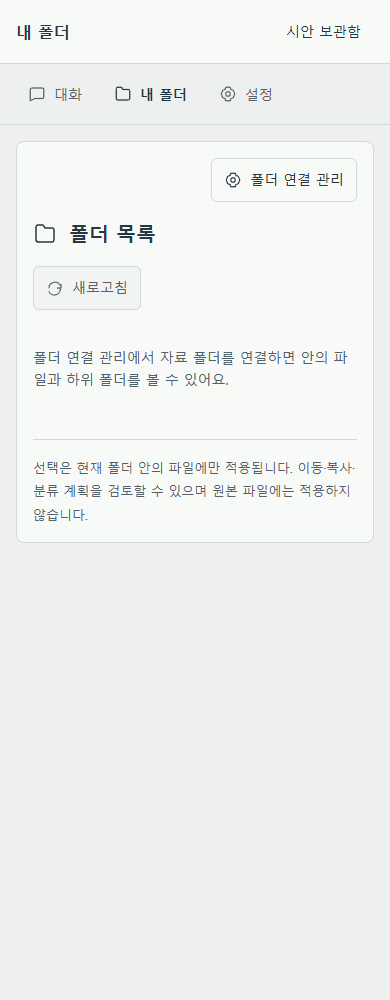 내 폴더
시안 보관함
대화
내 폴더
설정
폴더 연결 관리
폴더 목록
새로고침
폴더 연결 관리에서 자료 폴더를 연결하면 안의 파
일과 하위 폴더를 볼 수 있어요.
선택은 현재 폴더 안의 파일에만 적용됩니다. 이동·복사·
분류 계획을 검토할 수 있으며 원본 파일에는 적용하지
않습니다.